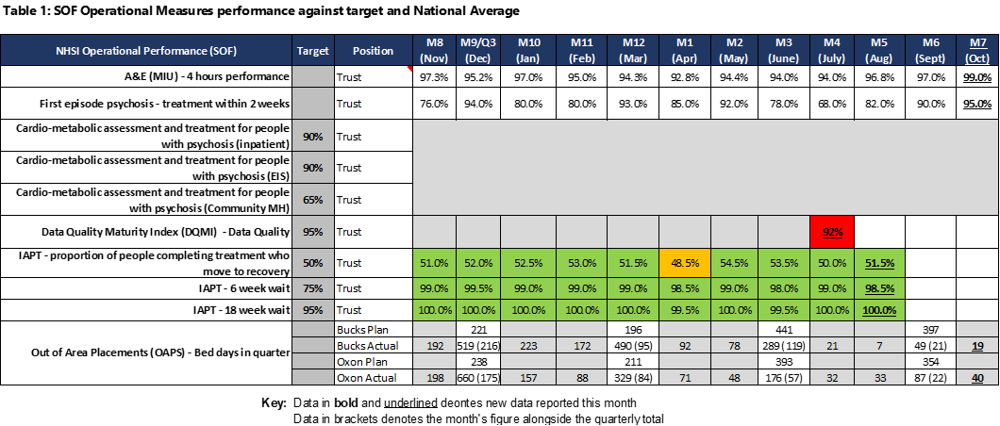 Table 1: SOF Operational Measures performance against target and National Average
NHSI Operational Performance (SOF) Target Position M8 (Nov) M9/Q3 (Dec) M10 (Jan) M11 (Feb) M12 (Mar) M1 (Apr) M2 (May) M3 (June) M4 (July) M5 (Aug) M6 (Sept) M7 (Oct)
A&E (MIU) - 4 hours performance Trust 97.3% 95.2% 97.0% 95.0% 94.3% 92.8% 94.4% 94.0% 94.0% 96.8% 97.0% 99.0%
First episode psychosis - treatment within 2 weeks Trust 76.0% 94.0% 80.0% 80.0% 93.0% 85.0% 92.0% 78.0% 68.0% 82.0% 90.0% 95.0%
Cardio-metabolic assessment and treatment for people
with psychosis (inpatient) 90% Trust
Cardio-metabolic assessment and treatment for people
with psychosis (EIS) 90% Trust
Cardio-metabolic assessment and treatment for people
with psychosis (Community MH) 65% Trust
Data Quality Maturity Index (DQMI) - Data Quality 95% Trust 92%
IAPT - proportion of people completing treatment who
move to recovery 50% Trust 51.0% 52.0% 52.5% 53.0% 51.5% 48.5% 54.5% 53.5% 50.0% 51.5%
IAPT - 6 week wait 75% Trust 99.0% 99.5% 99.0% 99.0% 99.0% 98.5% 99.0% 98.0% 99.0% 98.5%
IAPT - 18 week wait 95% Trust 100.0% 100.0% 100.0% 100.0% 100.0% 99.5% 100.0% 99.5% 100.0% 100.0%
Out of Area Placements (OAPS) - Bed days in quarter
Bucks Plan 221 196 441 397
Bucks Actual 192 519 (216) 223 172 490 (95) 92 78 289 (119) 21 7 49 (21) 19
Oxon Plan 238 211 393 354
Oxon Actual 198 660 (175) 157 88 329 (84) 71 48 176 (57) 32 33 87 (22) 40
Key: Data in bold and underlined deontes new data reported this month
Data in brackets denotes the month's figure alongside the quarterly total